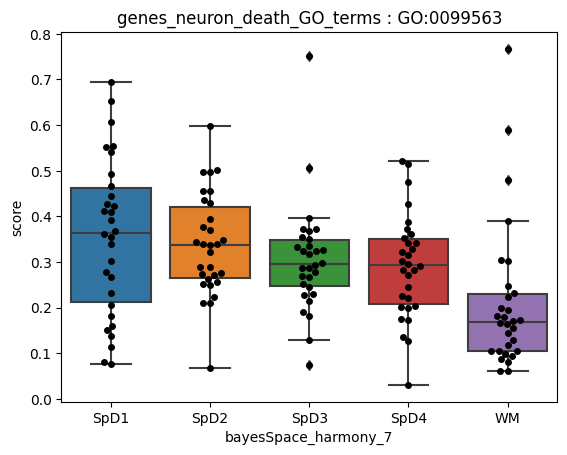 genes_neuron_death_GO_terms : GO:0099563
score
0.8
0.7
0.6
0.5
0.4
0.3
0.2
0.1
0.0
SpD1 SpD2 SpD3 SpD4 WM
bayesSpace_harmony_7